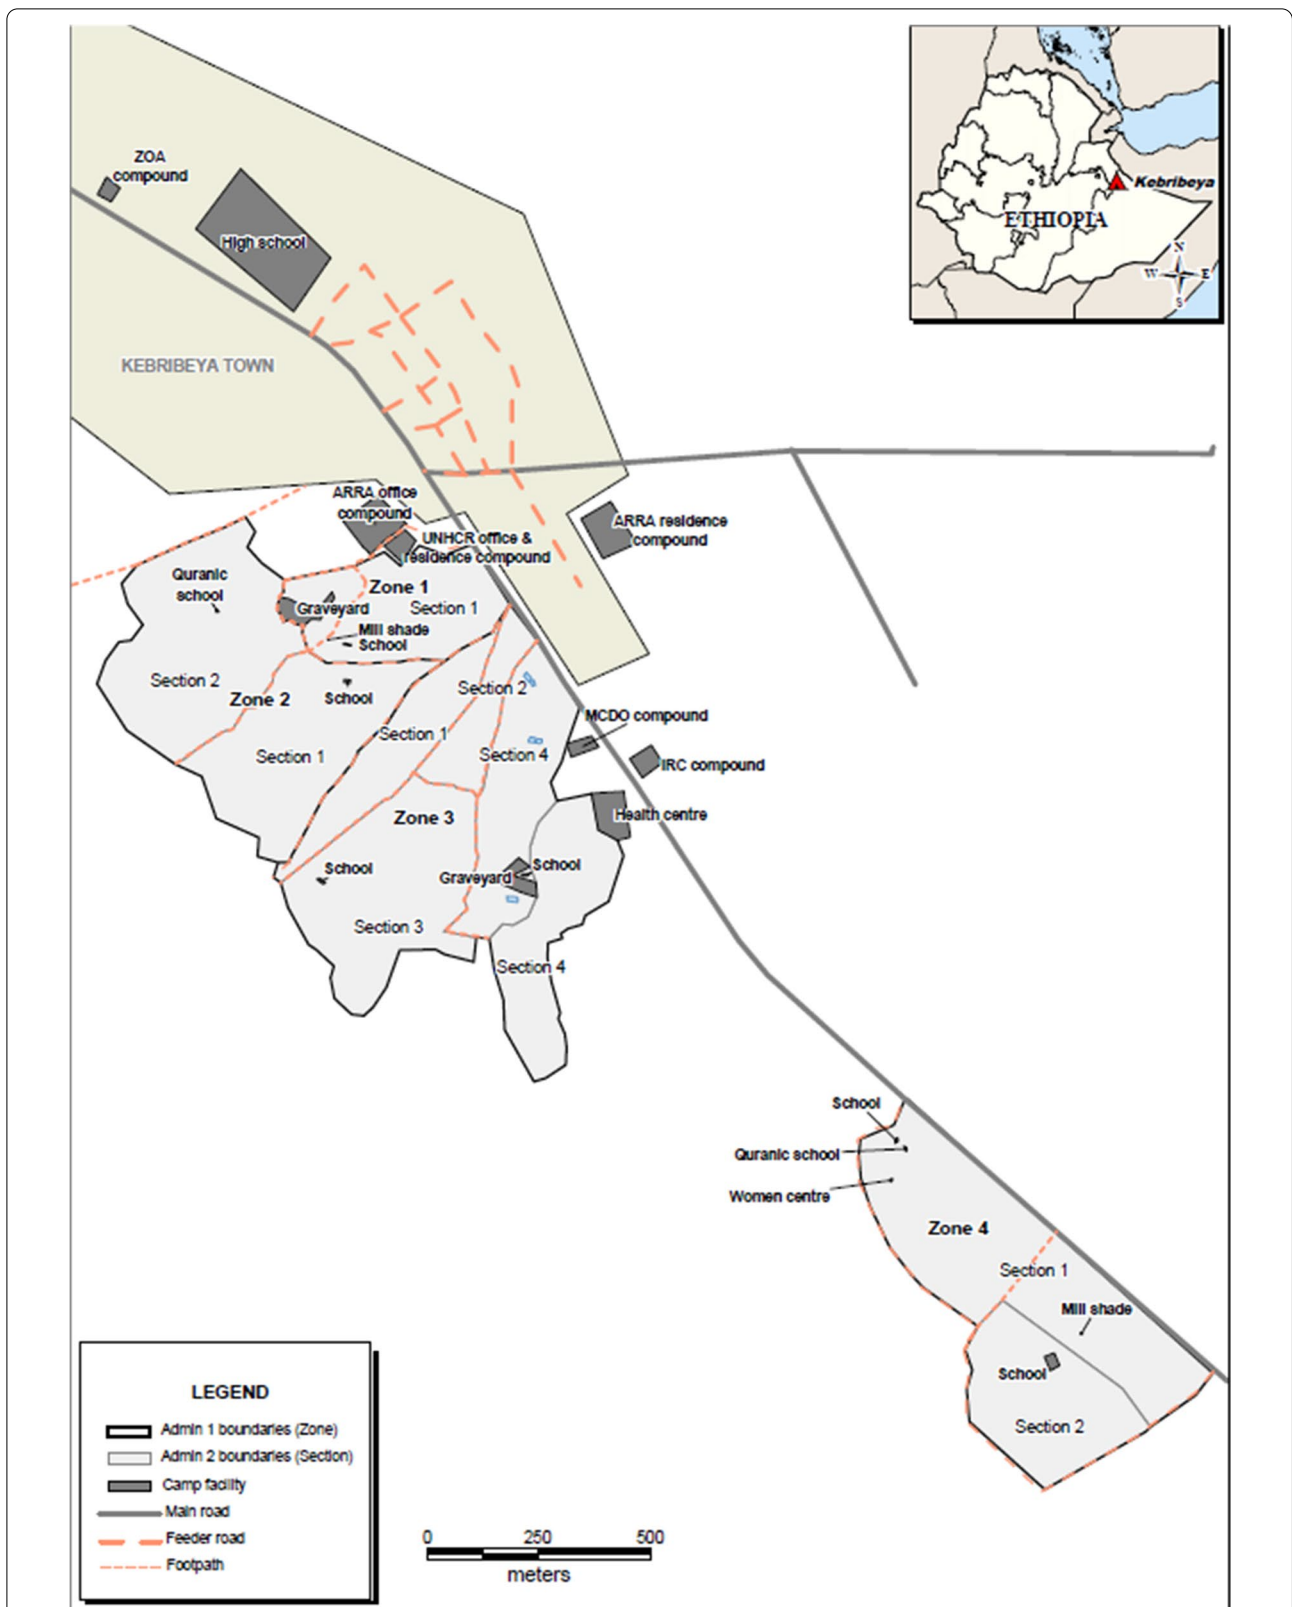 ZOA
compound
High school
KEBRIBEYA TOWN
Kebribeya
ETHIOPIA
N
W
E
S
ARRA office
compound
UNHCR office &
residence compound
ARRA residence
compound
Quranic
school
Zone 1
Graveyard
Section 1
Mill shade
School
Section 2
Zone 2
School
Section 2
Section 1
Section 1
Section 4
MCDO compound
IRC compound
Zone 3
Health centre
School
School
Graveyard
Section 3
Section 4
School
Quranic school
Women centre
Zone 4
Section 1
Mill shade
School
Section 2
LEGEND
Admin 1 boundaries (Zone)
Admin 2 boundaries (Section)
Camp facility
Main road
Feeder road
Footpath
0 250 500
meters